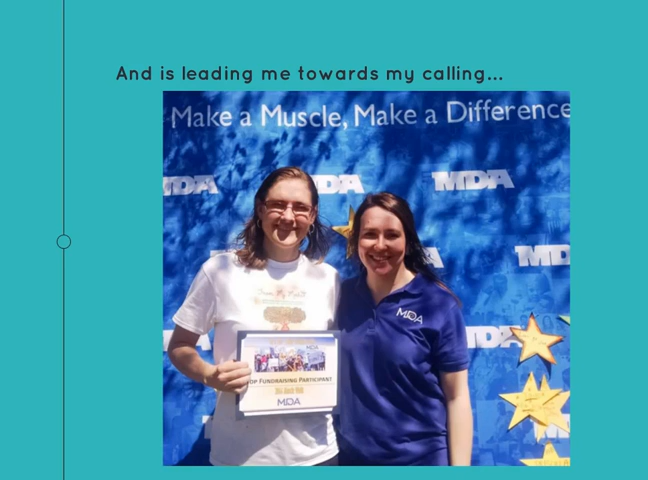 And is leading me towards my calling...
Make a Muscle, Make a Difference
MDA
MDA
MDA
MDA
MDA
MDA
MDA
TOP FUNDRAISING PARTICIPANT
MDA